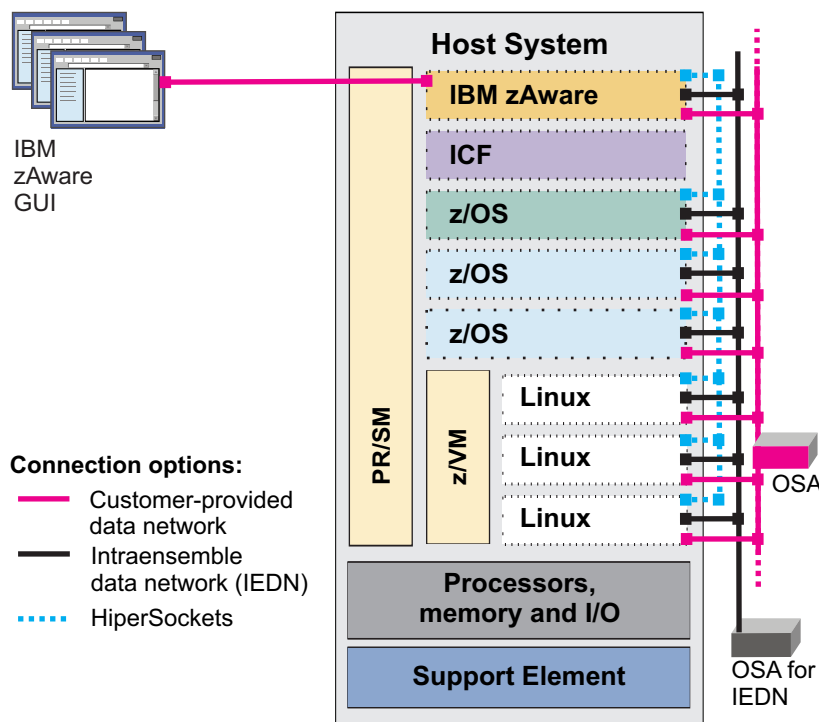 Host System
IBM zAware
ICF
z/OS
z/OS
z/OS
PR/SM
z/VM
Linux
Linux
Linux
Processors,
memory and I/O
Support Element
IBM
zAware
GUI
Connection options:
Customer-provided
data network
Intraensemble
data network (IEDN)
HiperSockets
OSA
OSA for
IEDN